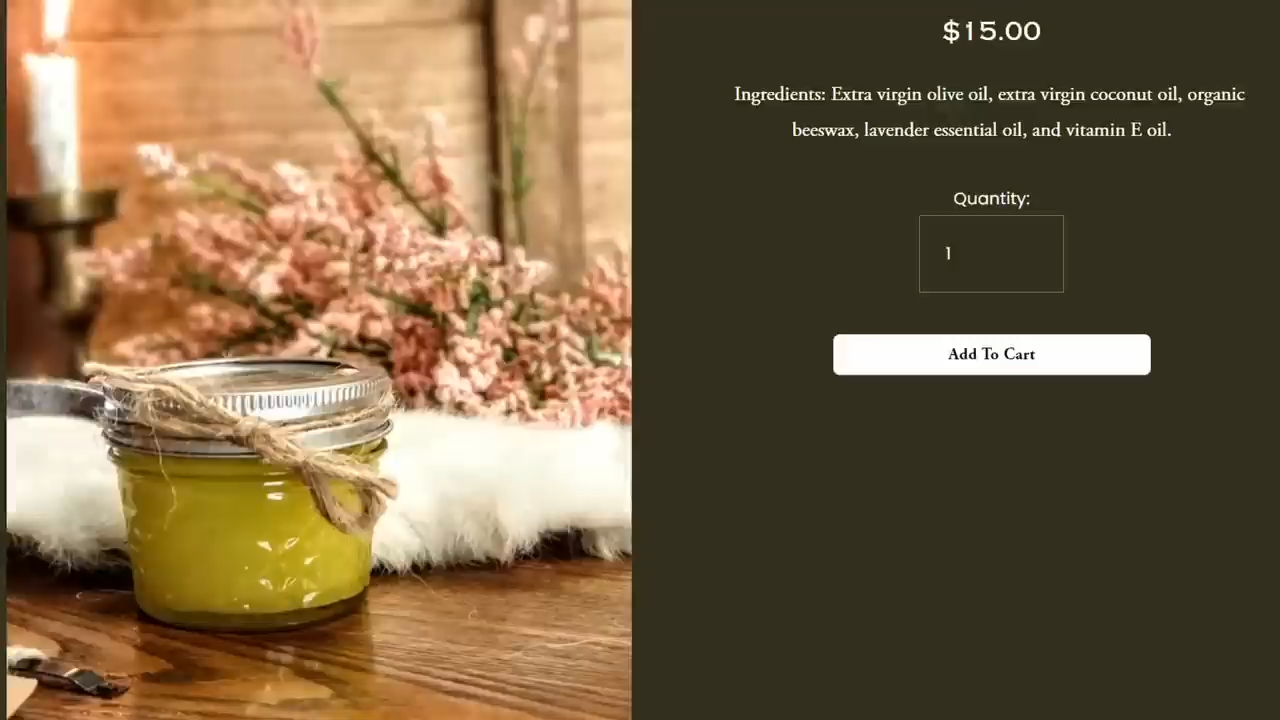 $15.00
Ingredients: Extra virgin olive oil, extra virgin coconut oil, organic
beeswax, lavender essential oil, and vitamin E oil.
Quantity:
1
Add To Cart